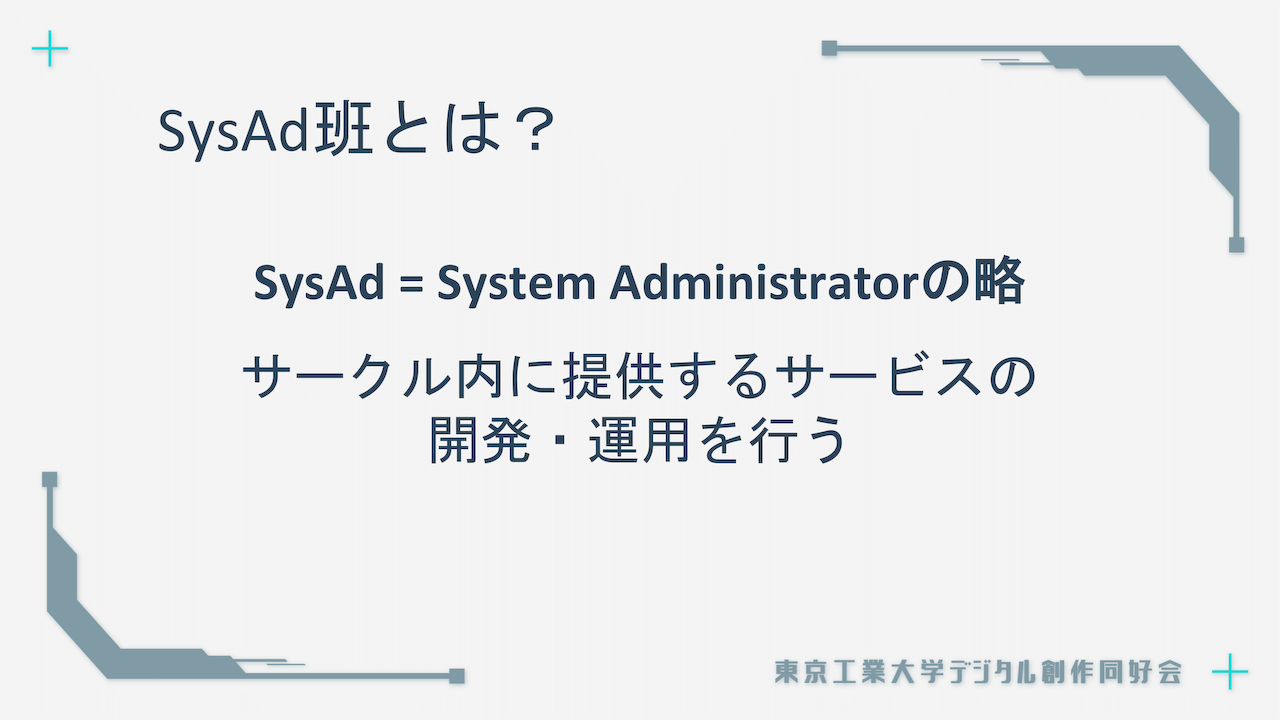 SysAd班とは？
SysAd = System Administratorの略
サークル内に提供するサービスの
開発・運用を行う
東京工業大学デジタル創作同好会